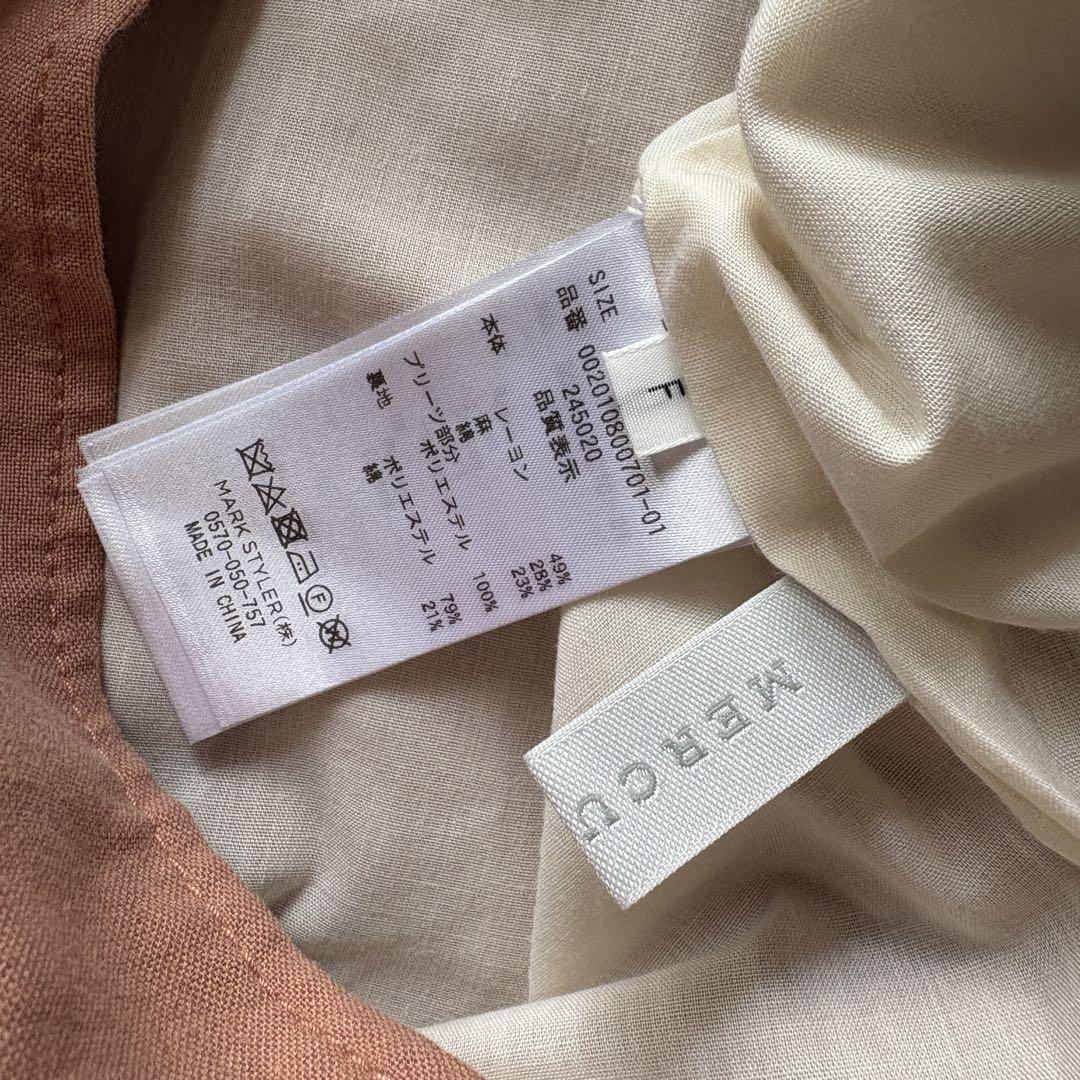 SIZE
F
品番 002010800701-01
245020
品質表示
本体 レーヨン 49%
麻 28%
綿 23%
プリーツ部分 ポリエステル 100%
裏地 ポリエステル 79%
綿 21%
MARK STYLER(株)
0570-050-757
MADE IN CHINA
MERCU